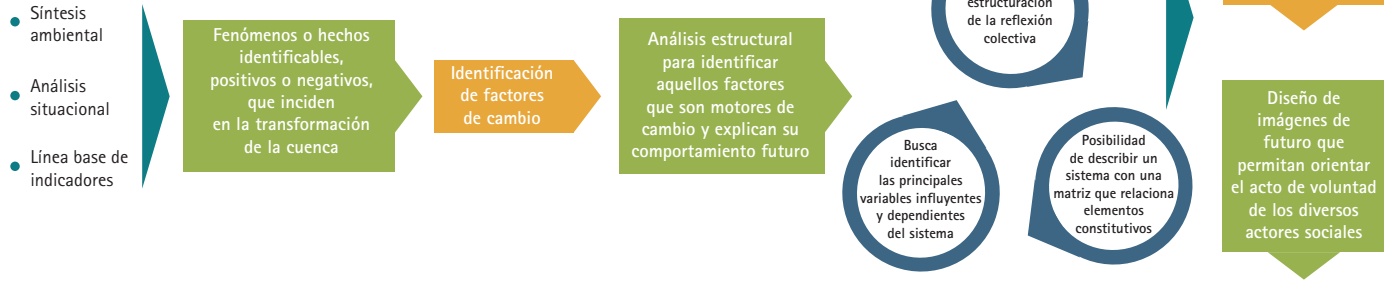 Síntesis
ambiental
Análisis
situacional
Línea base de
indicadores
Fenómenos o hechos
identificables,
positivos o negativos,
que inciden
en la transformación
de la cuenca
Identificación
de factores
de cambio
Análisis estructural
para identificar
aquellos factores
que son motores de
cambio y explican su
comportamiento futuro
estructuración
de la reflexión
colectiva
Busca
identificar
las principales
variables influyentes
y dependientes
del sistema
Posibilidad
de describir un
sistema con una
matriz que relaciona
elementos
constitutivos
Diseño de
imágenes de
futuro que
permitan orientar
el acto de voluntad
de los diversos
actores sociales